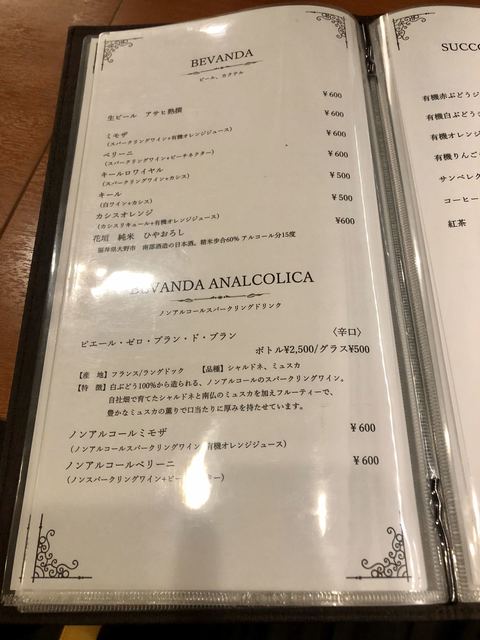 BEVANDA
ビール、カクテル
生ビール　アサヒ熟撰　¥600
ミモザ　¥600
（スパークリングワイン+有機オレンジジュース）
ベリーニ　¥600
（スパークリングワイン+ピーチネクター）
キールロワイヤル　¥600
（スパークリングワイン+カシス）
キール　¥500
（白ワイン+カシス）
カシスオレンジ　¥500
（カシスリキュール+有機オレンジジュース）
花垣　純米　ひやおろし　¥600
福井県大野市　南部酒造の日本酒。精米歩合60% アルコール分15度
BEVANDA ANALCOLICA
ノンアルコールスパークリングドリンク
ピエール・ゼロ・ブラン・ド・ブラン　〈辛口〉
ボトル¥2,500/グラス¥500
【産　地】フランス/ラングドック　【品種】シャルドネ、ミュスカ
【特　徴】白ぶどう100%から造られる、ノンアルコールのスパークリングワイン。
自社畑で育てたシャルドネと南仏のミュスカを加えフルーティーで、
豊かなミュスカの薫りで口当たりに厚みを持たせています。
ノンアルコールミモザ　¥600
（ノンアルコールスパークリングワイン+有機オレンジジュース）
ノンアルコールベリーニ　¥600
（ノンスパークリングワイン+ピー
SUCCO
有機赤ぶどうジ
有機白ぶどうジ
有機オレンジ
有機りんご
サンペレグ
コーヒー
紅茶